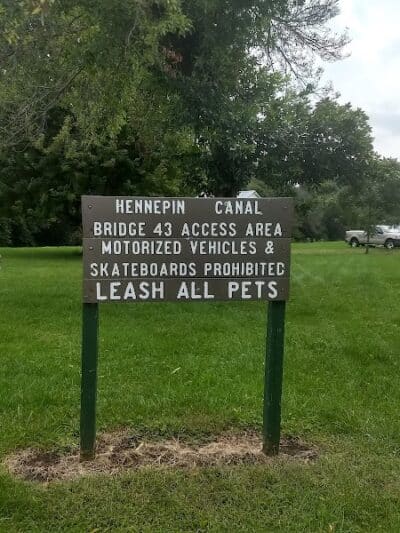 HENNEPIN CANAL
BRIDGE 43 ACCESS AREA
MOTORIZED VEHICLES &
SKATEBOARDS PROHIBITED
LEASH ALL PETS